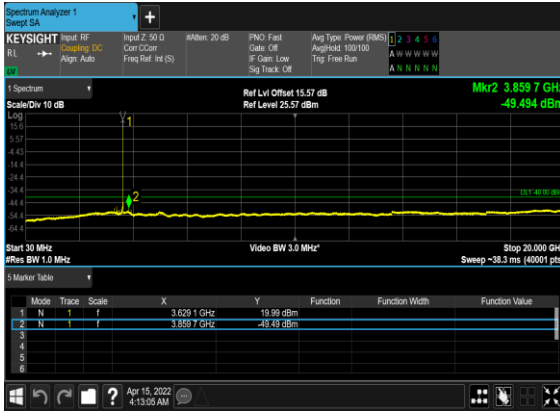 Spectrum Analyzer 1
Swept SA
+
KEYSIGHT
RL
Input: RF
Coupling: DC
Align: Auto
Input Z: 50 Ω
Corr CCorr
Freq Ref: Int (S)
#Atten: 20 dB
PNO: Fast
Gate: Off
IF Gain: Low
Sig Track: Off
Avg Type: Power (RMS)
Avg|Hold: 100/100
Trig: Free Run
1 2 3 4 5 6
A W W W W W
A N N N N N
1 Spectrum
Scale/Div 10 dB
Ref Lvl Offset 15.57 dB
Ref Level 25.57 dBm
Mkr2 3.859 7 GHz
-49.494 dBm
Log
15.6
5.57
-4.43
-14.4
-24.4
-34.4
-44.4
-54.4
-64.4
1
2
DL1 -40.00 dB
Start 30 MHz
#Res BW 1.0 MHz
Video BW 3.0 MHz*
Stop 20.000 GH
Sweep ~38.3 ms (40001 pts
5 Marker Table
Mode Trace Scale X Y Function Function Width Function Value
1 N 1 f 3.629 1 GHz 19.99 dBm
2 N 1 f 3.859 7 GHz -49.49 dBm
3
4
5
6
?
Apr 15, 2022
4:13:05 AM